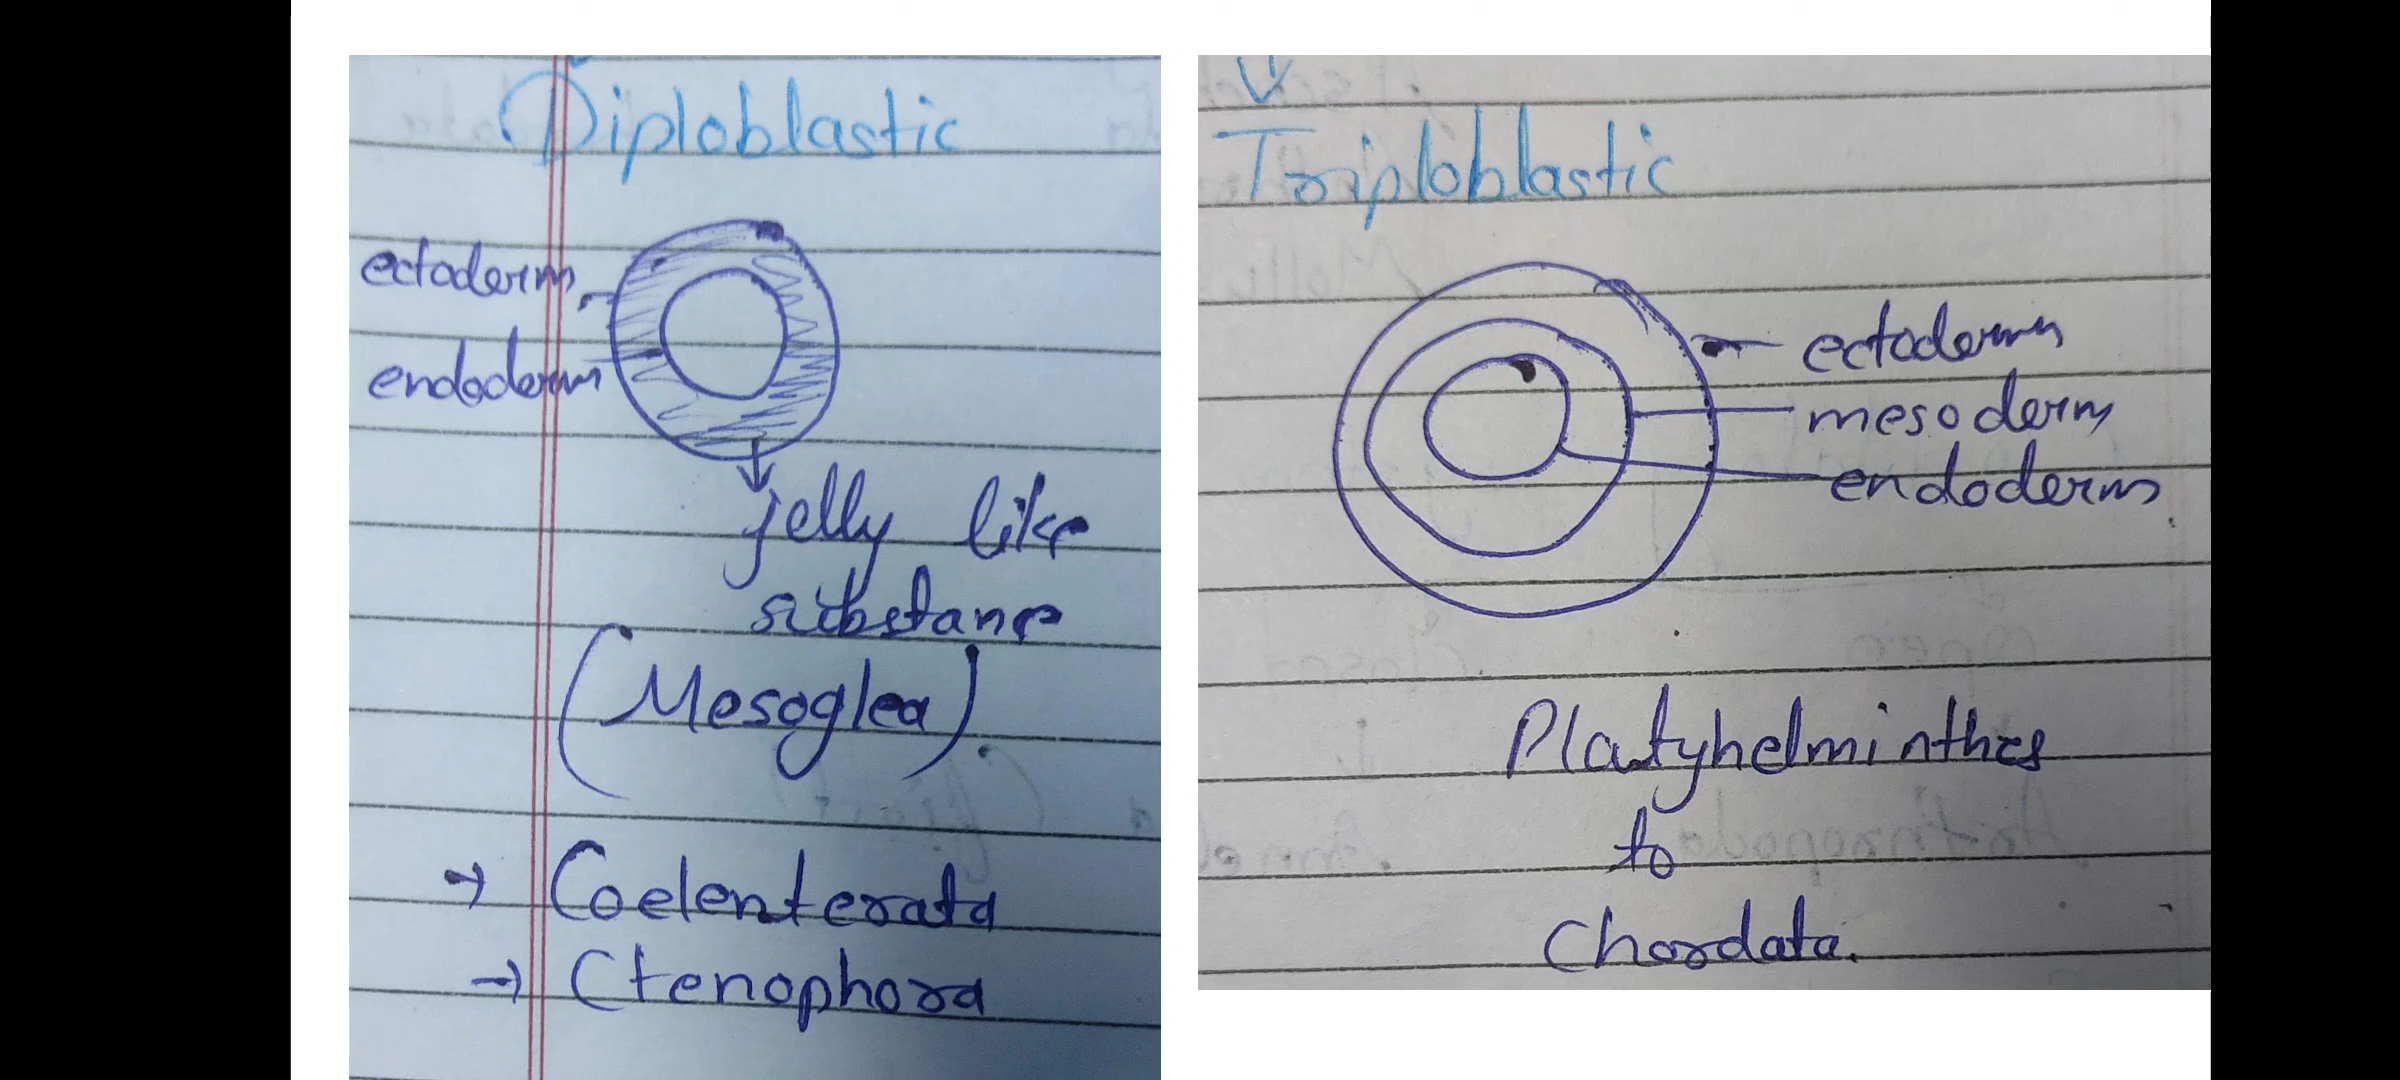 Diploblastic
ectoderm
endoderm
jelly like
substance
(Mesoglea).
→ Coelenterata
→ Ctenophora
Triploblastic
ectoderm
mesoderm
endoderm
Platyhelminthes
to
Chordata.